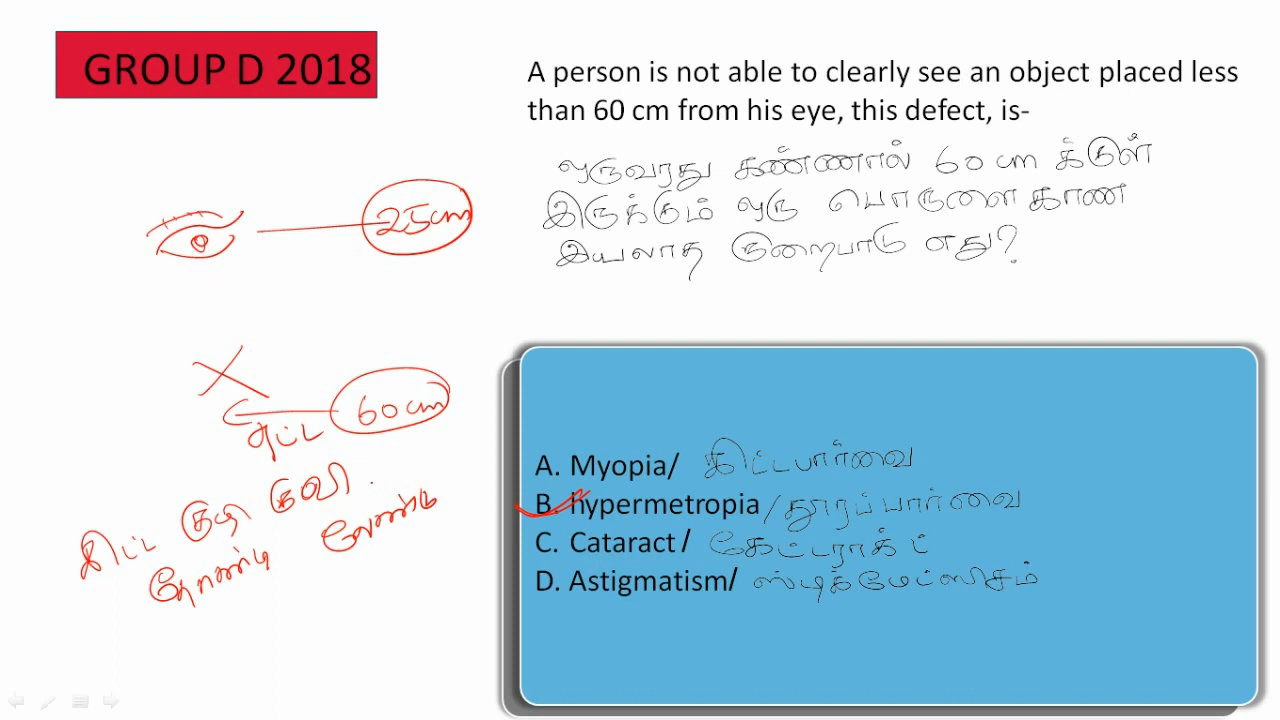 GROUP D 2018
A person is not able to clearly see an object placed less
than 60 cm from his eye, this defect, is-
ஒருவரது கண்ணால் 60 cm க்குள்
இருக்கும் ஒரு பொருளை காண
இயலாத குறைபாடு எது?
25cm
60cm
கிட்ட குழி குவி.
தோண்டி வேண்டு
A. Myopia/ கிட்டபார்வை
B. hypermetropia/தூரப்பார்வை
C. Cataract/ கேட்டராக்ட்
D. Astigmatism/ ஸ்டிக்மேட்ஸிசம்